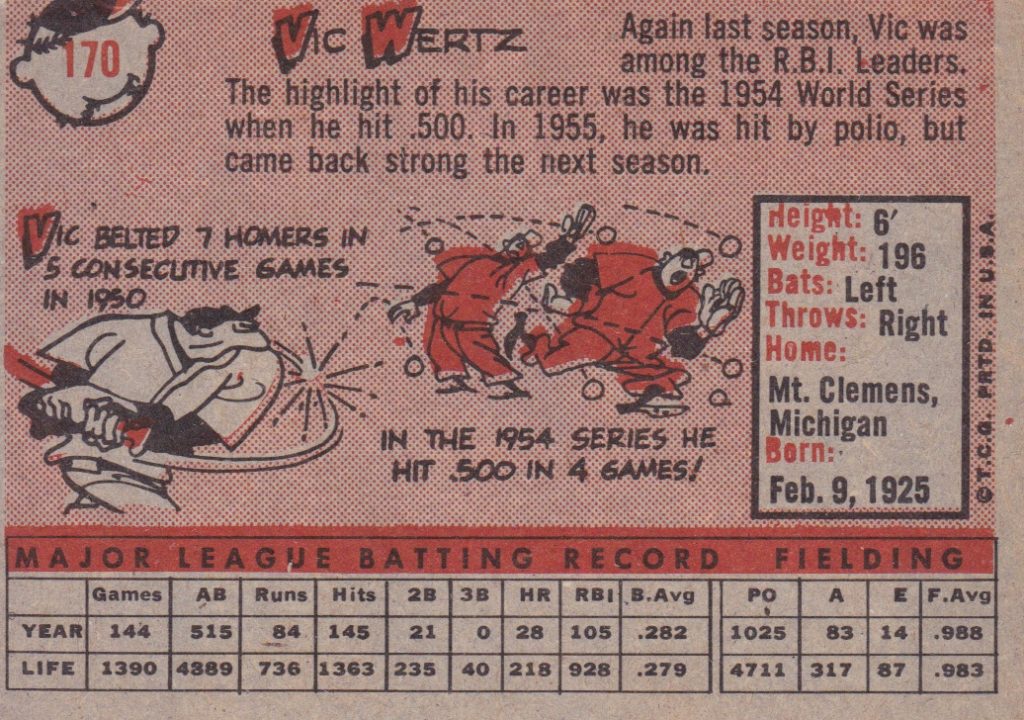 170
Vic Wertz
Again last season, Vic was
among the R.B.I. Leaders.
The highlight of his career was the 1954 World Series
when he hit .500. In 1955, he was hit by polio, but
came back strong the next season.
VIC BELTED 7 HOMERS IN
5 CONSECUTIVE GAMES
IN 1950
IN THE 1954 SERIES HE
HIT .500 IN 4 GAMES!
Height: 6'
Weight: 196
Bats: Left
Throws: Right
Home:
Mt. Clemens,
Michigan
Born:
Feb. 9, 1925
© T.C.G. PRTD. IN U.S.A.
MAJOR LEAGUE BATTING RECORD FIELDING
Games AB Runs Hits 2B 3B HR RBI B.Avg PO A E F.Avg
YEAR 144 515 84 145 21 0 28 105 .282 1025 83 14 .988
LIFE 1390 4889 736 1363 235 40 218 928 .279 4711 317 87 .983